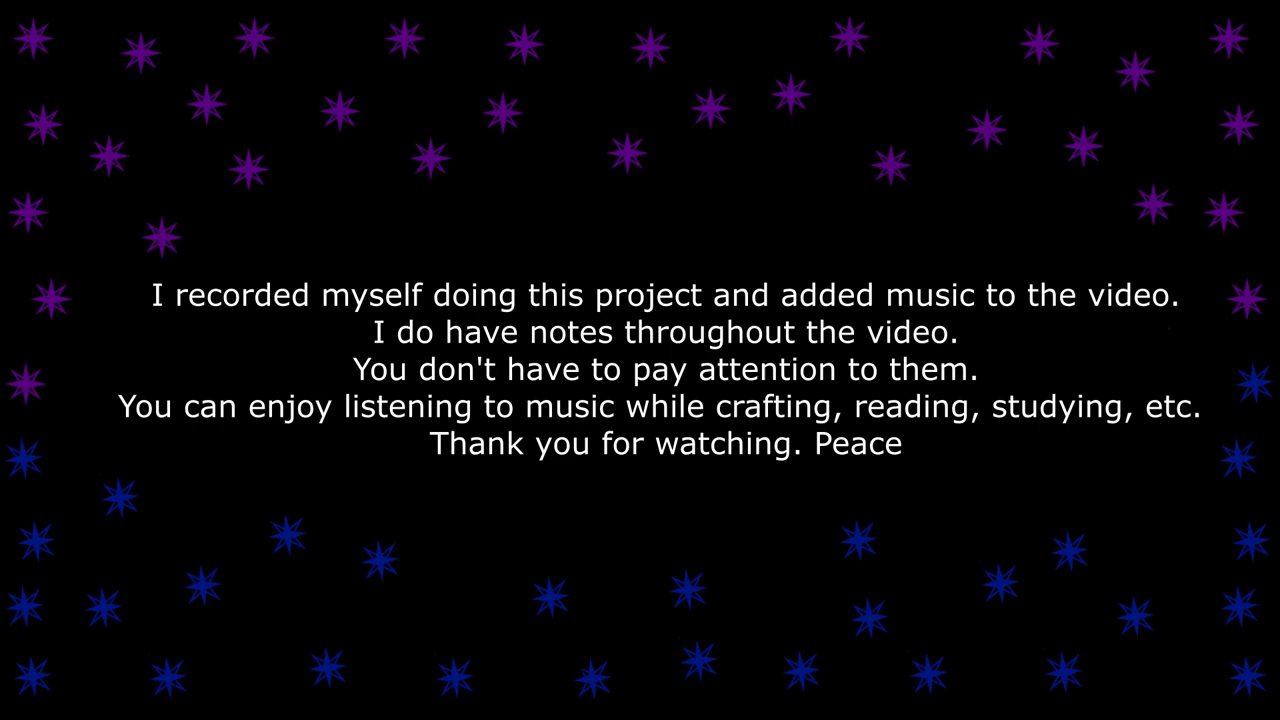 I recorded myself doing this project and added music to the video.
I do have notes throughout the video.
You don't have to pay attention to them.
You can enjoy listening to music while crafting, reading, studying, etc.
Thank you for watching. Peace